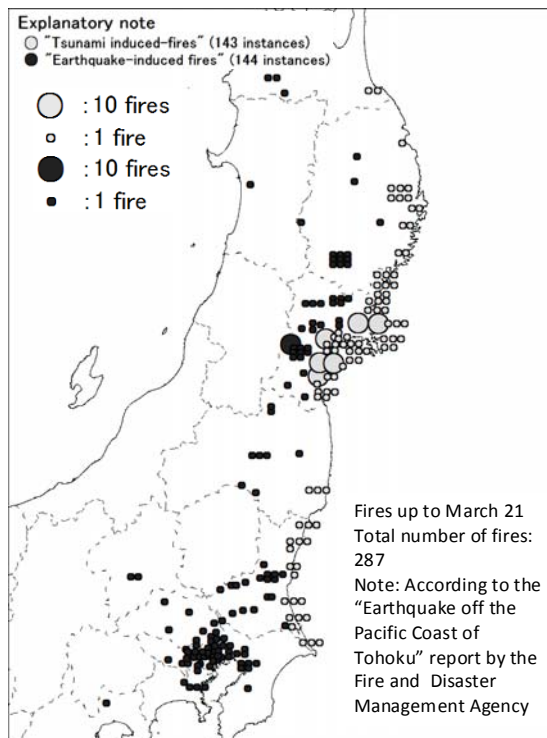 Explanatory note
"Tsunami induced-fires" (143 instances)
"Earthquake-induced fires" (144 instances)
: 10 fires
: 1 fire
: 10 fires
: 1 fire
Fires up to March 21
Total number of fires:
287
Note: According to the
“Earthquake off the
Pacific Coast of
Tohoku” report by the
Fire and Disaster
Management Agency